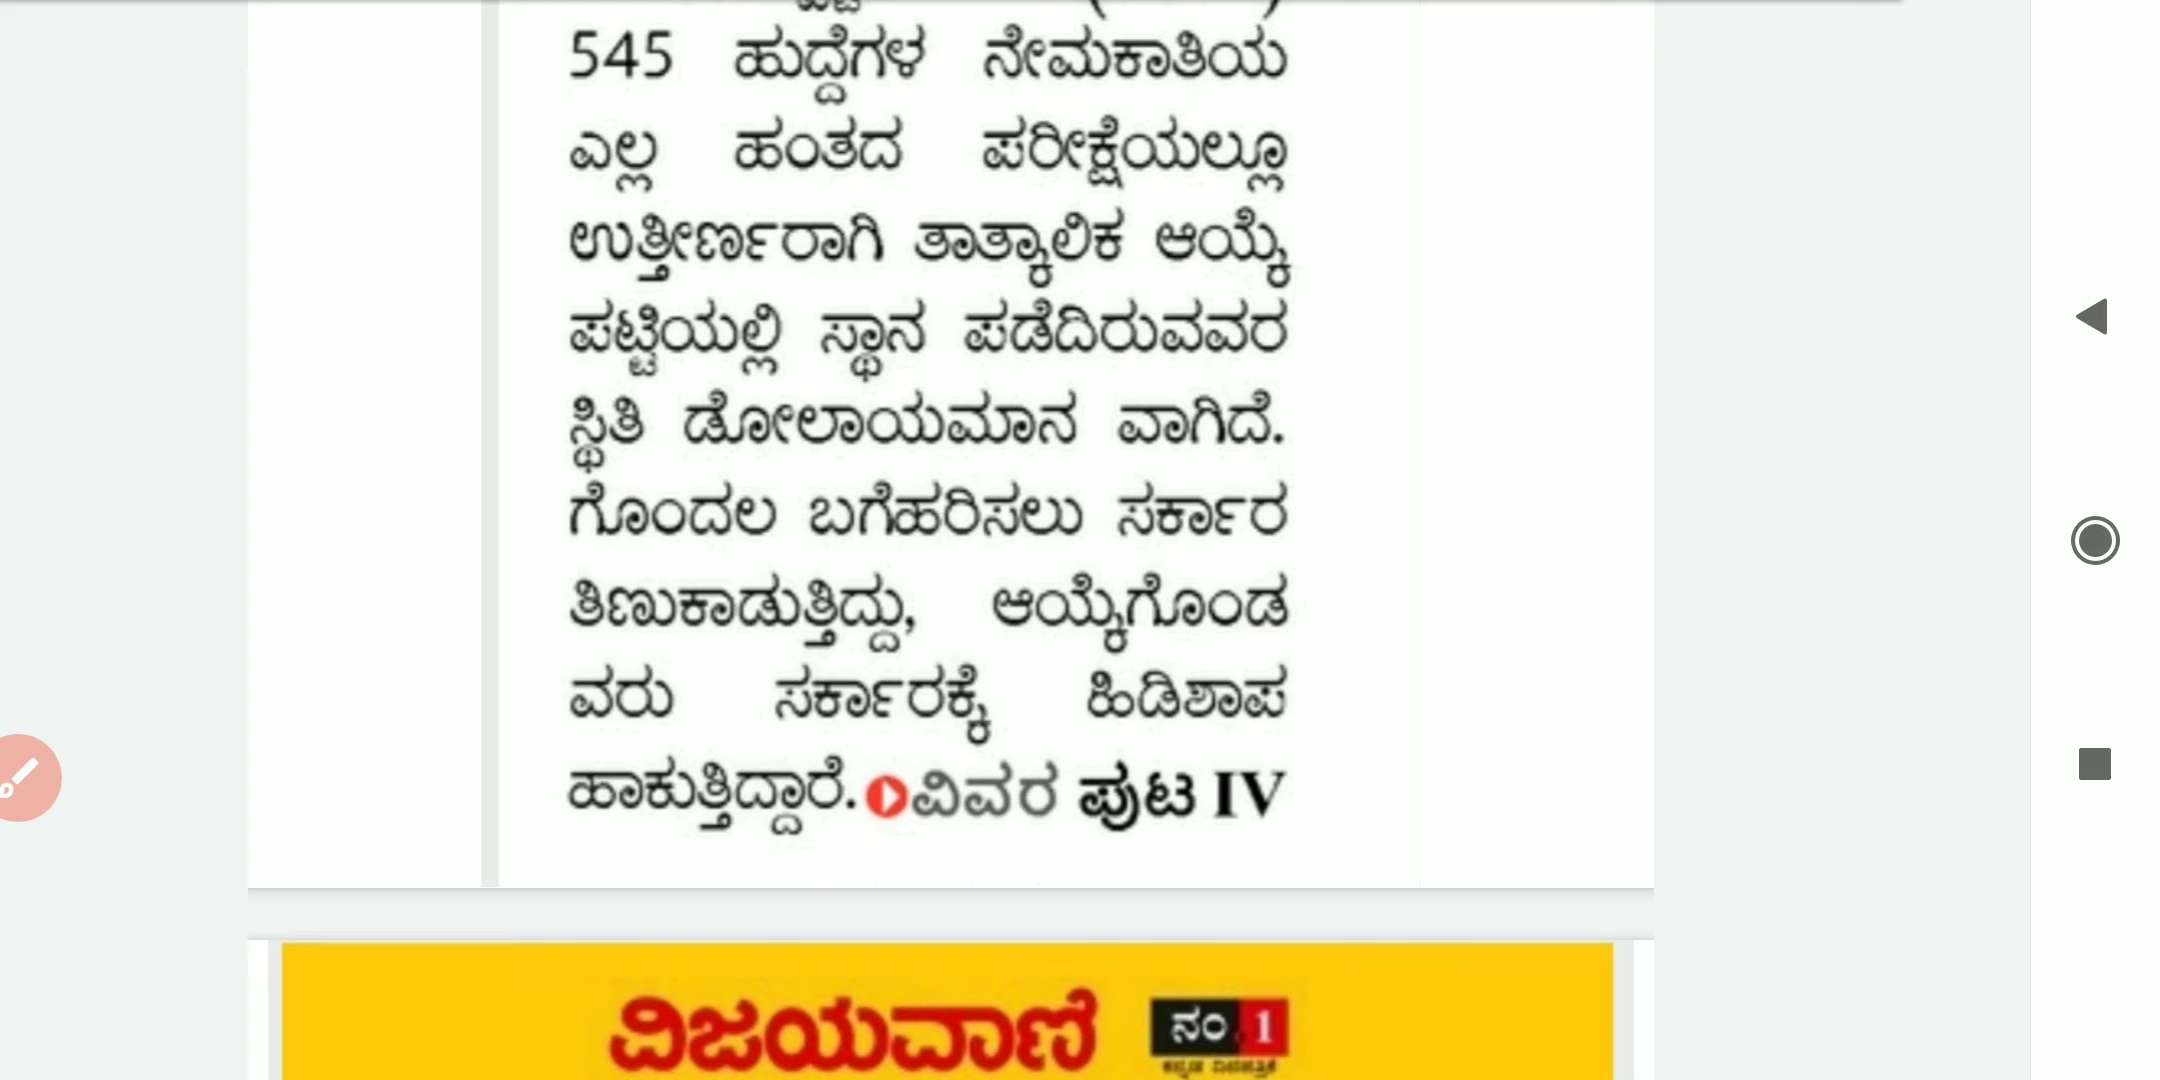 545 ಹುದ್ದೆಗಳ ನೇಮಕಾತಿಯ
ಎಲ್ಲ ಹಂತದ ಪರೀಕ್ಷೆಯಲ್ಲೂ
ಉತ್ತೀರ್ಣರಾಗಿ ತಾತ್ಕಾಲಿಕ ಆಯ್ಕೆ
ಪಟ್ಟಿಯಲ್ಲಿ ಸ್ಥಾನ ಪಡೆದಿರುವವರ
ಸ್ಥಿತಿ ಡೋಲಾಯಮಾನ ವಾಗಿದೆ.
ಗೊಂದಲ ಬಗೆಹರಿಸಲು ಸರ್ಕಾರ
ತಿಣುಕಾಡುತ್ತಿದ್ದು, ಆಯ್ಕೆಗೊಂಡ
ವರು ಸರ್ಕಾರಕ್ಕೆ ಹಿಡಿಶಾಪ
ಹಾಕುತ್ತಿದ್ದಾರೆ. ವಿವರ ಪುಟ IV
ವಿಜಯವಾಣಿ ನಂ.1